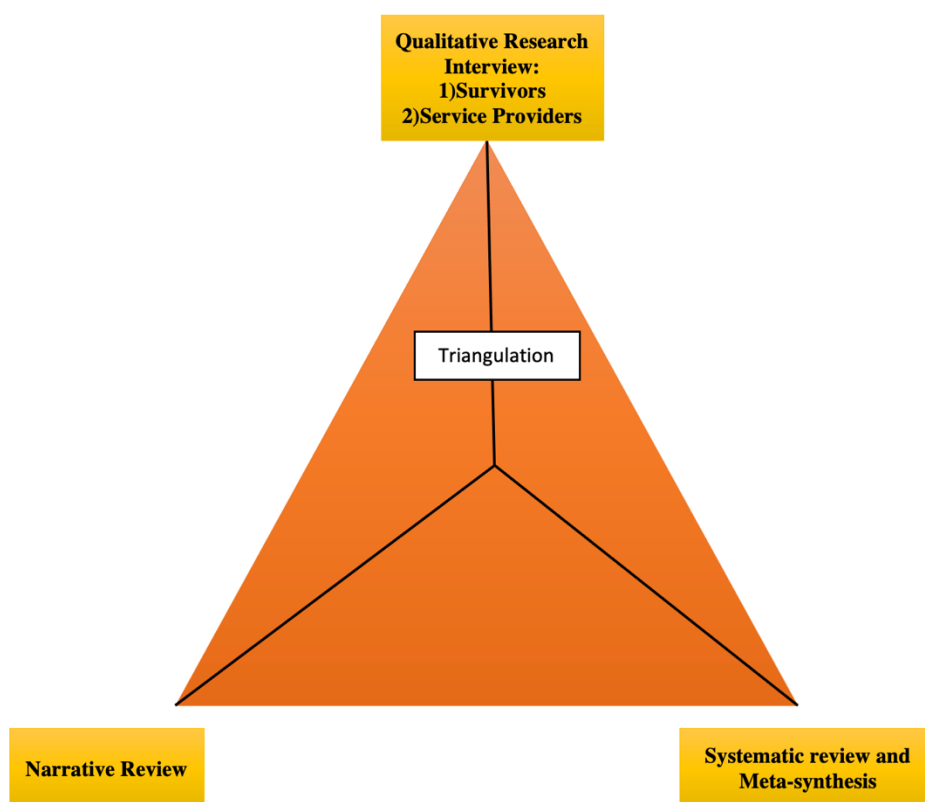 Qualitative Research
Interview:
1)Survivors
2)Service Providers
Triangulation
Narrative Review
Systematic review and
Meta-synthesis